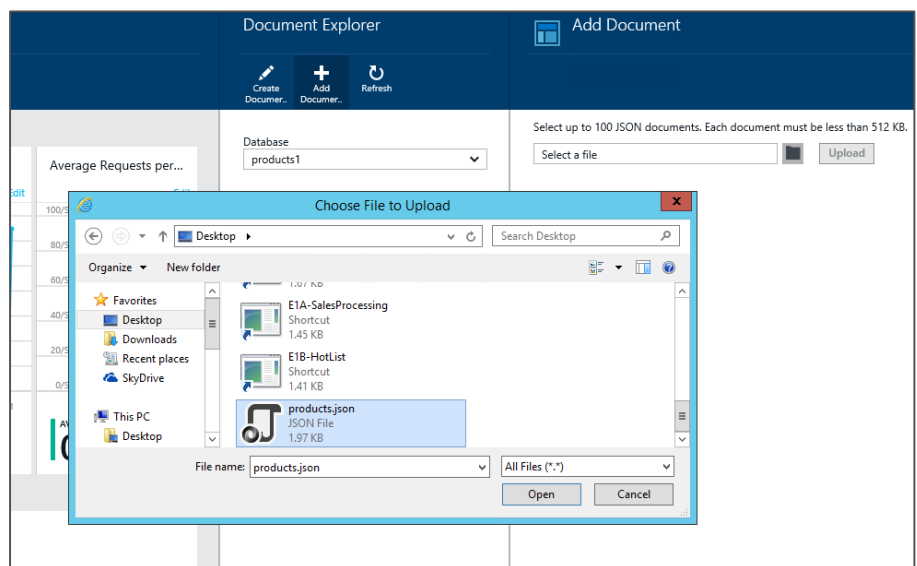 Document Explorer
Add Document
Create
Documer..
Add
Documer..
Refresh
Select up to 100 JSON documents. Each document must be less than 512 KB.
Database
products1
Select a file
Upload
Average Requests per...
Edit
100/S
80/S
60/S
40/S
20/S
0/S
Choose File to Upload
x
Desktop
Search Desktop
Organize
New folder
Favorites
Desktop
Downloads
Recent places
SkyDrive
This PC
Desktop
1.07 KB
E1A-SalesProcessing
Shortcut
1.45 KB
E1B-HotList
Shortcut
1.41 KB
products.json
JSON File
1.97 KB
File name:
products.json
All Files (*.*)
Open
Cancel